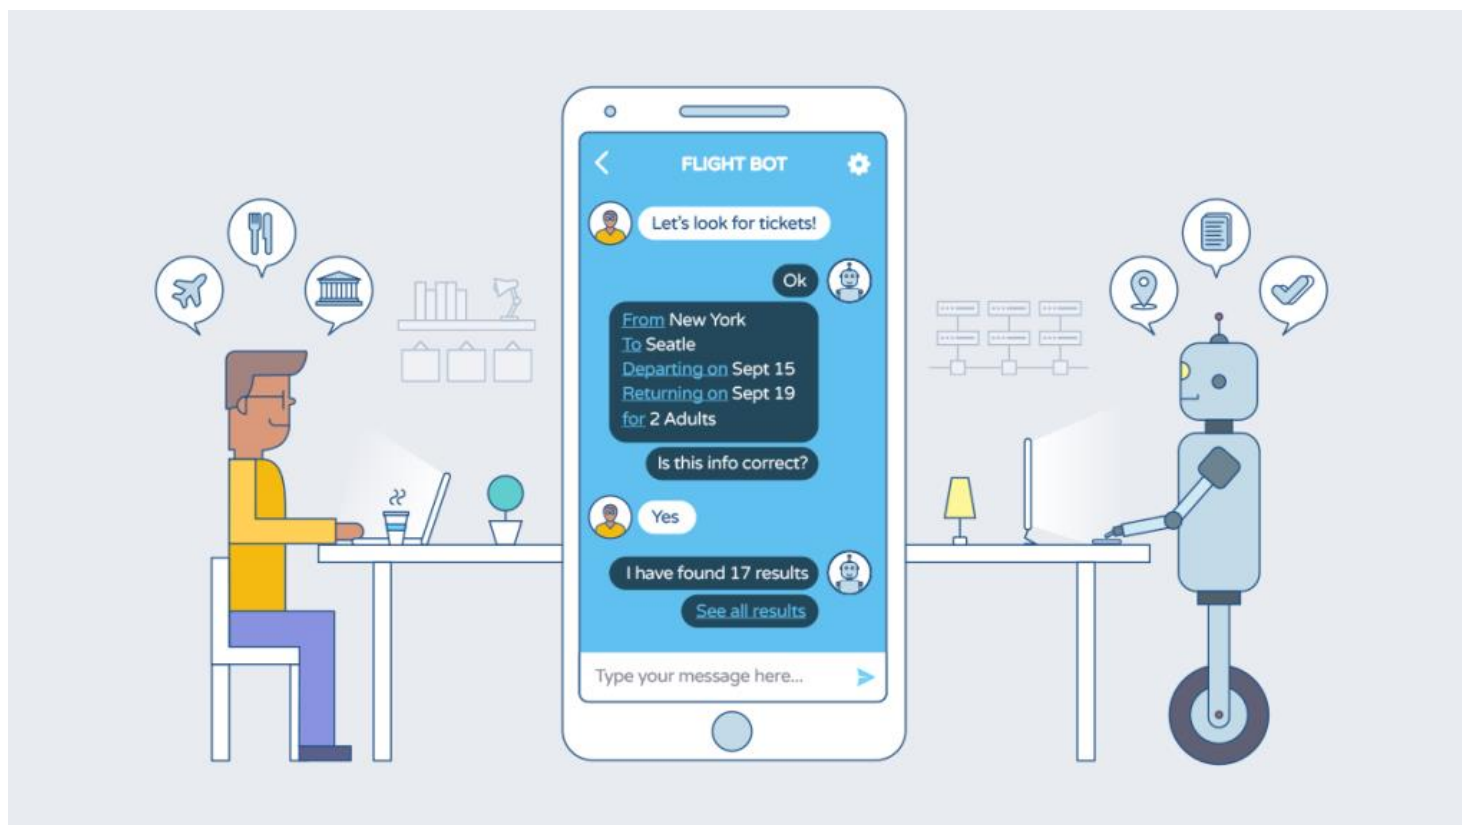 FLIGHT BOT
Let's look for tickets!
Ok
From New York
To Seatle
Departing on Sept 15
Returning on Sept 19
for 2 Adults
Is this info correct?
Yes
I have found 17 results
See all results
Type your message here...